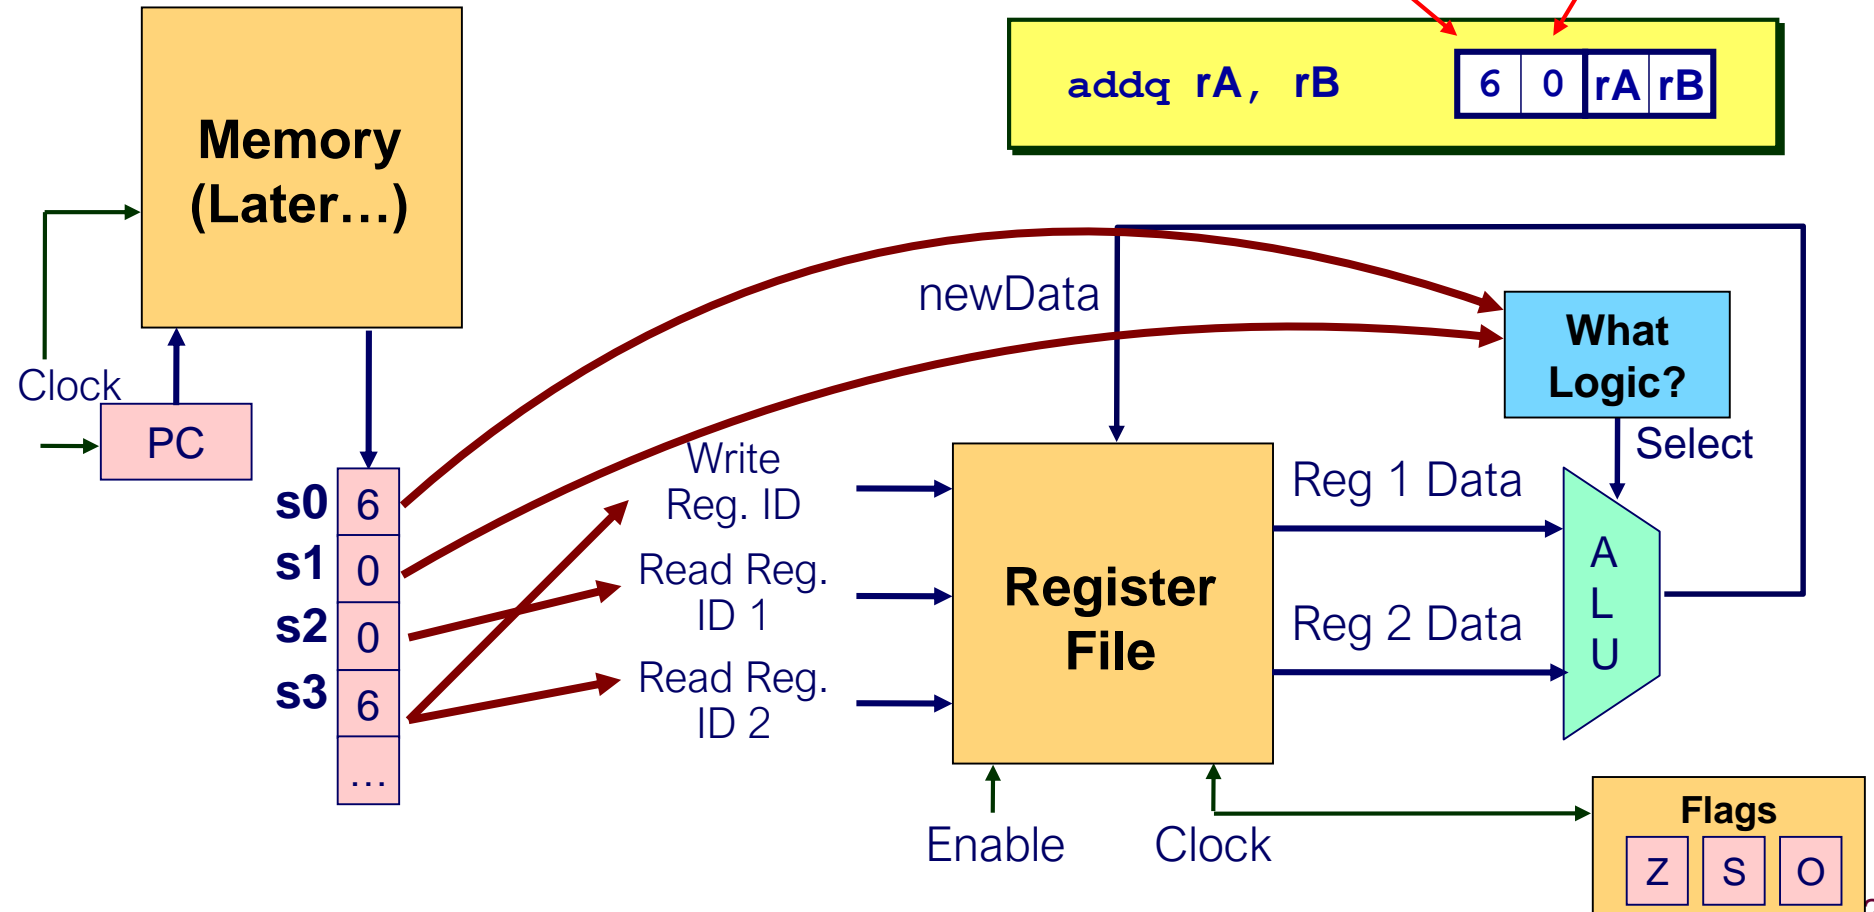 addq rA, rB
6 0 rA rB
Memory
(Later…)
Clock
PC
newData
What
Logic?
Select
s0 6
s1 0
s2 0
s3 6
…
Write
Reg. ID
Read Reg.
ID 1
Read Reg.
ID 2
Register
File
Reg 1 Data
Reg 2 Data
A
L
U
Enable
Clock
Flags
Z S O